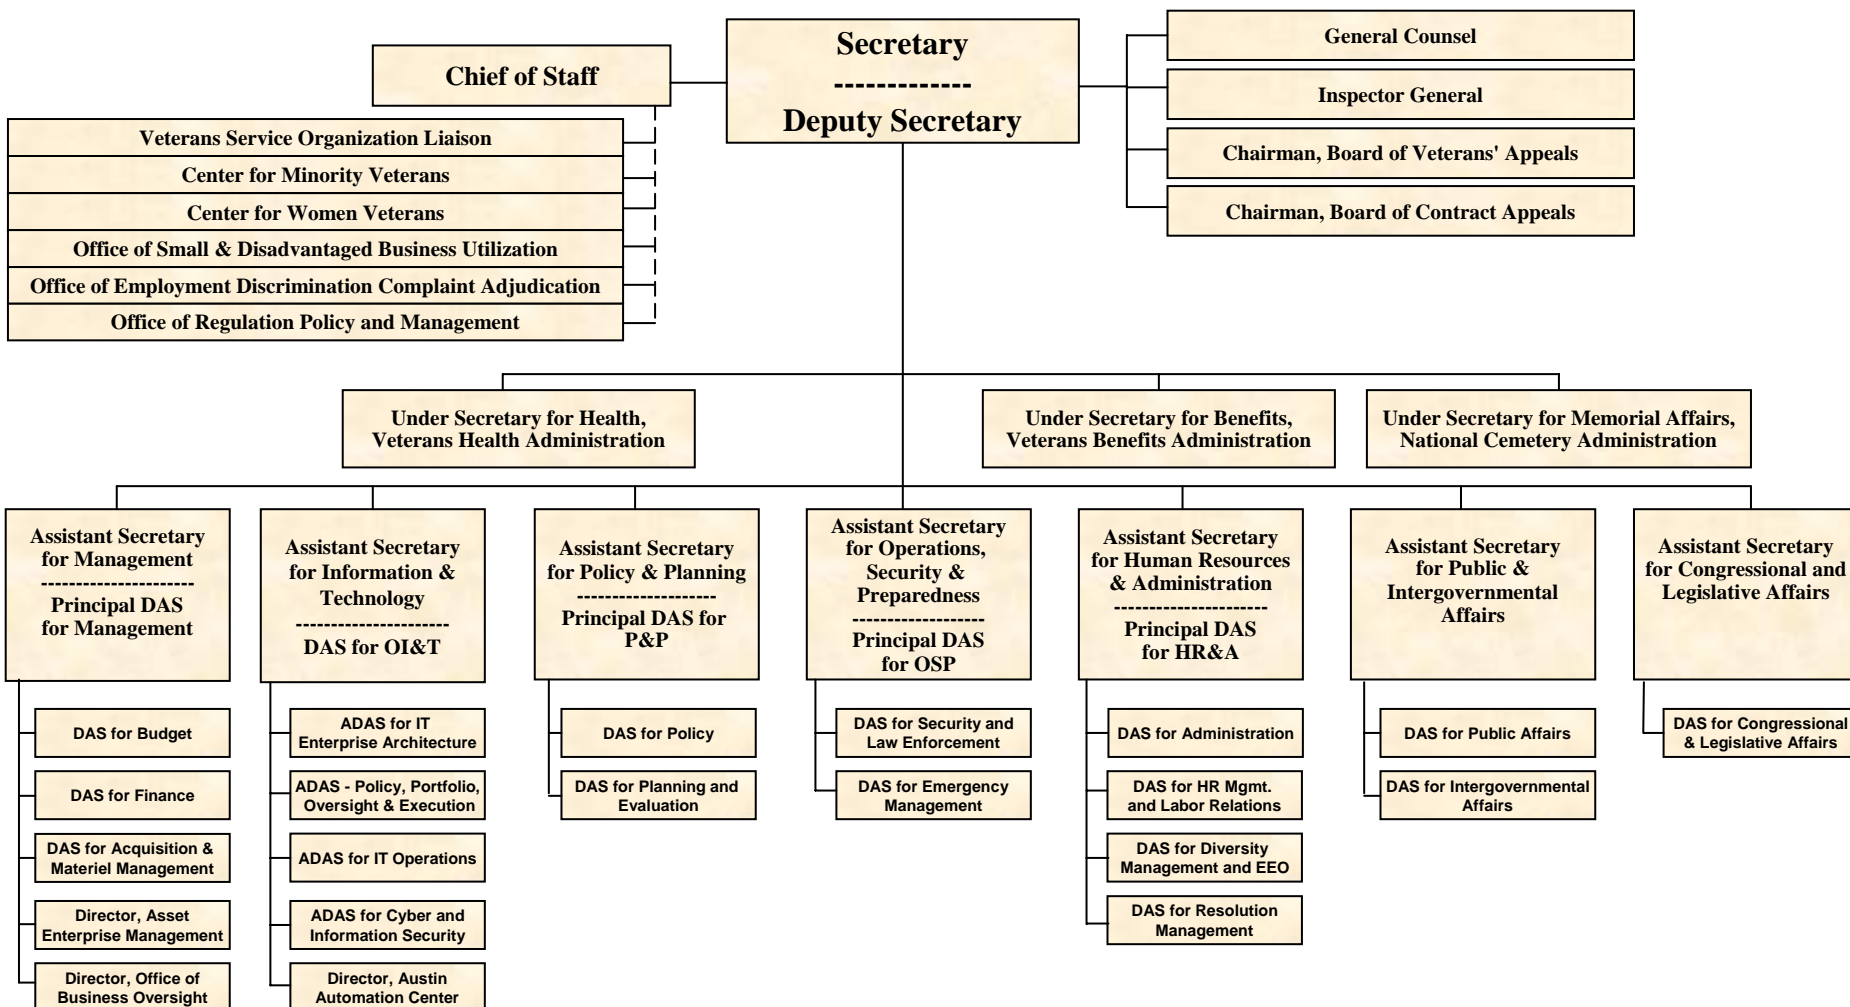 Secretary
-------------
Deputy Secretary
Chief of Staff
Veterans Service Organization Liaison
Center for Minority Veterans
Center for Women Veterans
Office of Small & Disadvantaged Business Utilization
Office of Employment Discrimination Complaint Adjudication
Office of Regulation Policy and Management
General Counsel
Inspector General
Chairman, Board of Veterans' Appeals
Chairman, Board of Contract Appeals
Under Secretary for Health,
Veterans Health Administration
Under Secretary for Benefits,
Veterans Benefits Administration
Under Secretary for Memorial Affairs,
National Cemetery Administration
Assistant Secretary
for Management
----------------------
Principal DAS
for Management
DAS for Budget
DAS for Finance
DAS for Acquisition &
Materiel Management
Director, Asset
Enterprise Management
Director, Office of
Business Oversight
Assistant Secretary
for Information &
Technology
----------------------
DAS for OI&T
ADAS for IT
Enterprise Architecture
ADAS - Policy, Portfolio,
Oversight & Execution
ADAS for IT Operations
ADAS for Cyber and
Information Security
Director, Austin
Automation Center
Assistant Secretary
for Policy & Planning
--------------------
Principal DAS for
P&P
DAS for Policy
DAS for Planning and
Evaluation
Assistant Secretary
for Operations,
Security &
Preparedness
-------------------
Principal DAS
for OSP
DAS for Security and
Law Enforcement
DAS for Emergency
Management
Assistant Secretary
for Human Resources
& Administration
----------------------
Principal DAS
for HR&A
DAS for Administration
DAS for HR Mgmt.
and Labor Relations
DAS for Diversity
Management and EEO
DAS for Resolution
Management
Assistant Secretary
for Public &
Intergovernmental
Affairs
DAS for Public Affairs
DAS for Intergovernmental
Affairs
Assistant Secretary
for Congressional and
Legislative Affairs
DAS for Congressional
& Legislative Affairs